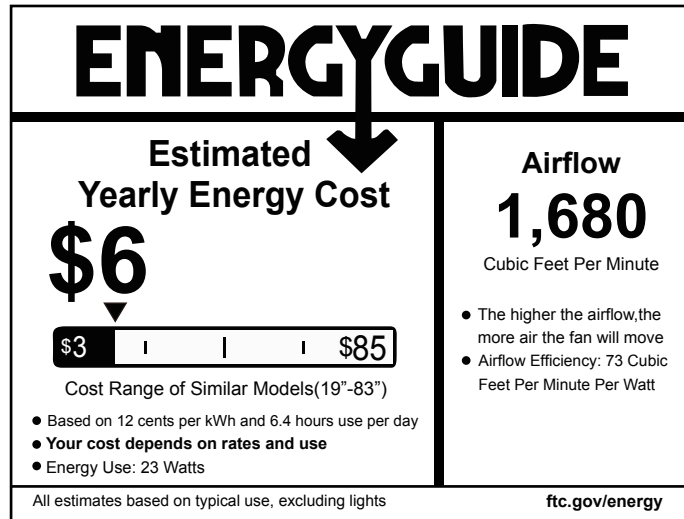 ENERGYGUIDE
Estimated
Yearly Energy Cost
$6
$3 $85
Cost Range of Similar Models(19”-83”)
● Based on 12 cents per kWh and 6.4 hours use per day
● Your cost depends on rates and use
● Energy Use: 23 Watts
Airflow
1,680
Cubic Feet Per Minute
● The higher the airflow,the
more air the fan will move
● Airflow Efficiency: 73 Cubic
Feet Per Minute Per Watt
All estimates based on typical use, excluding lights
ftc.gov/energy